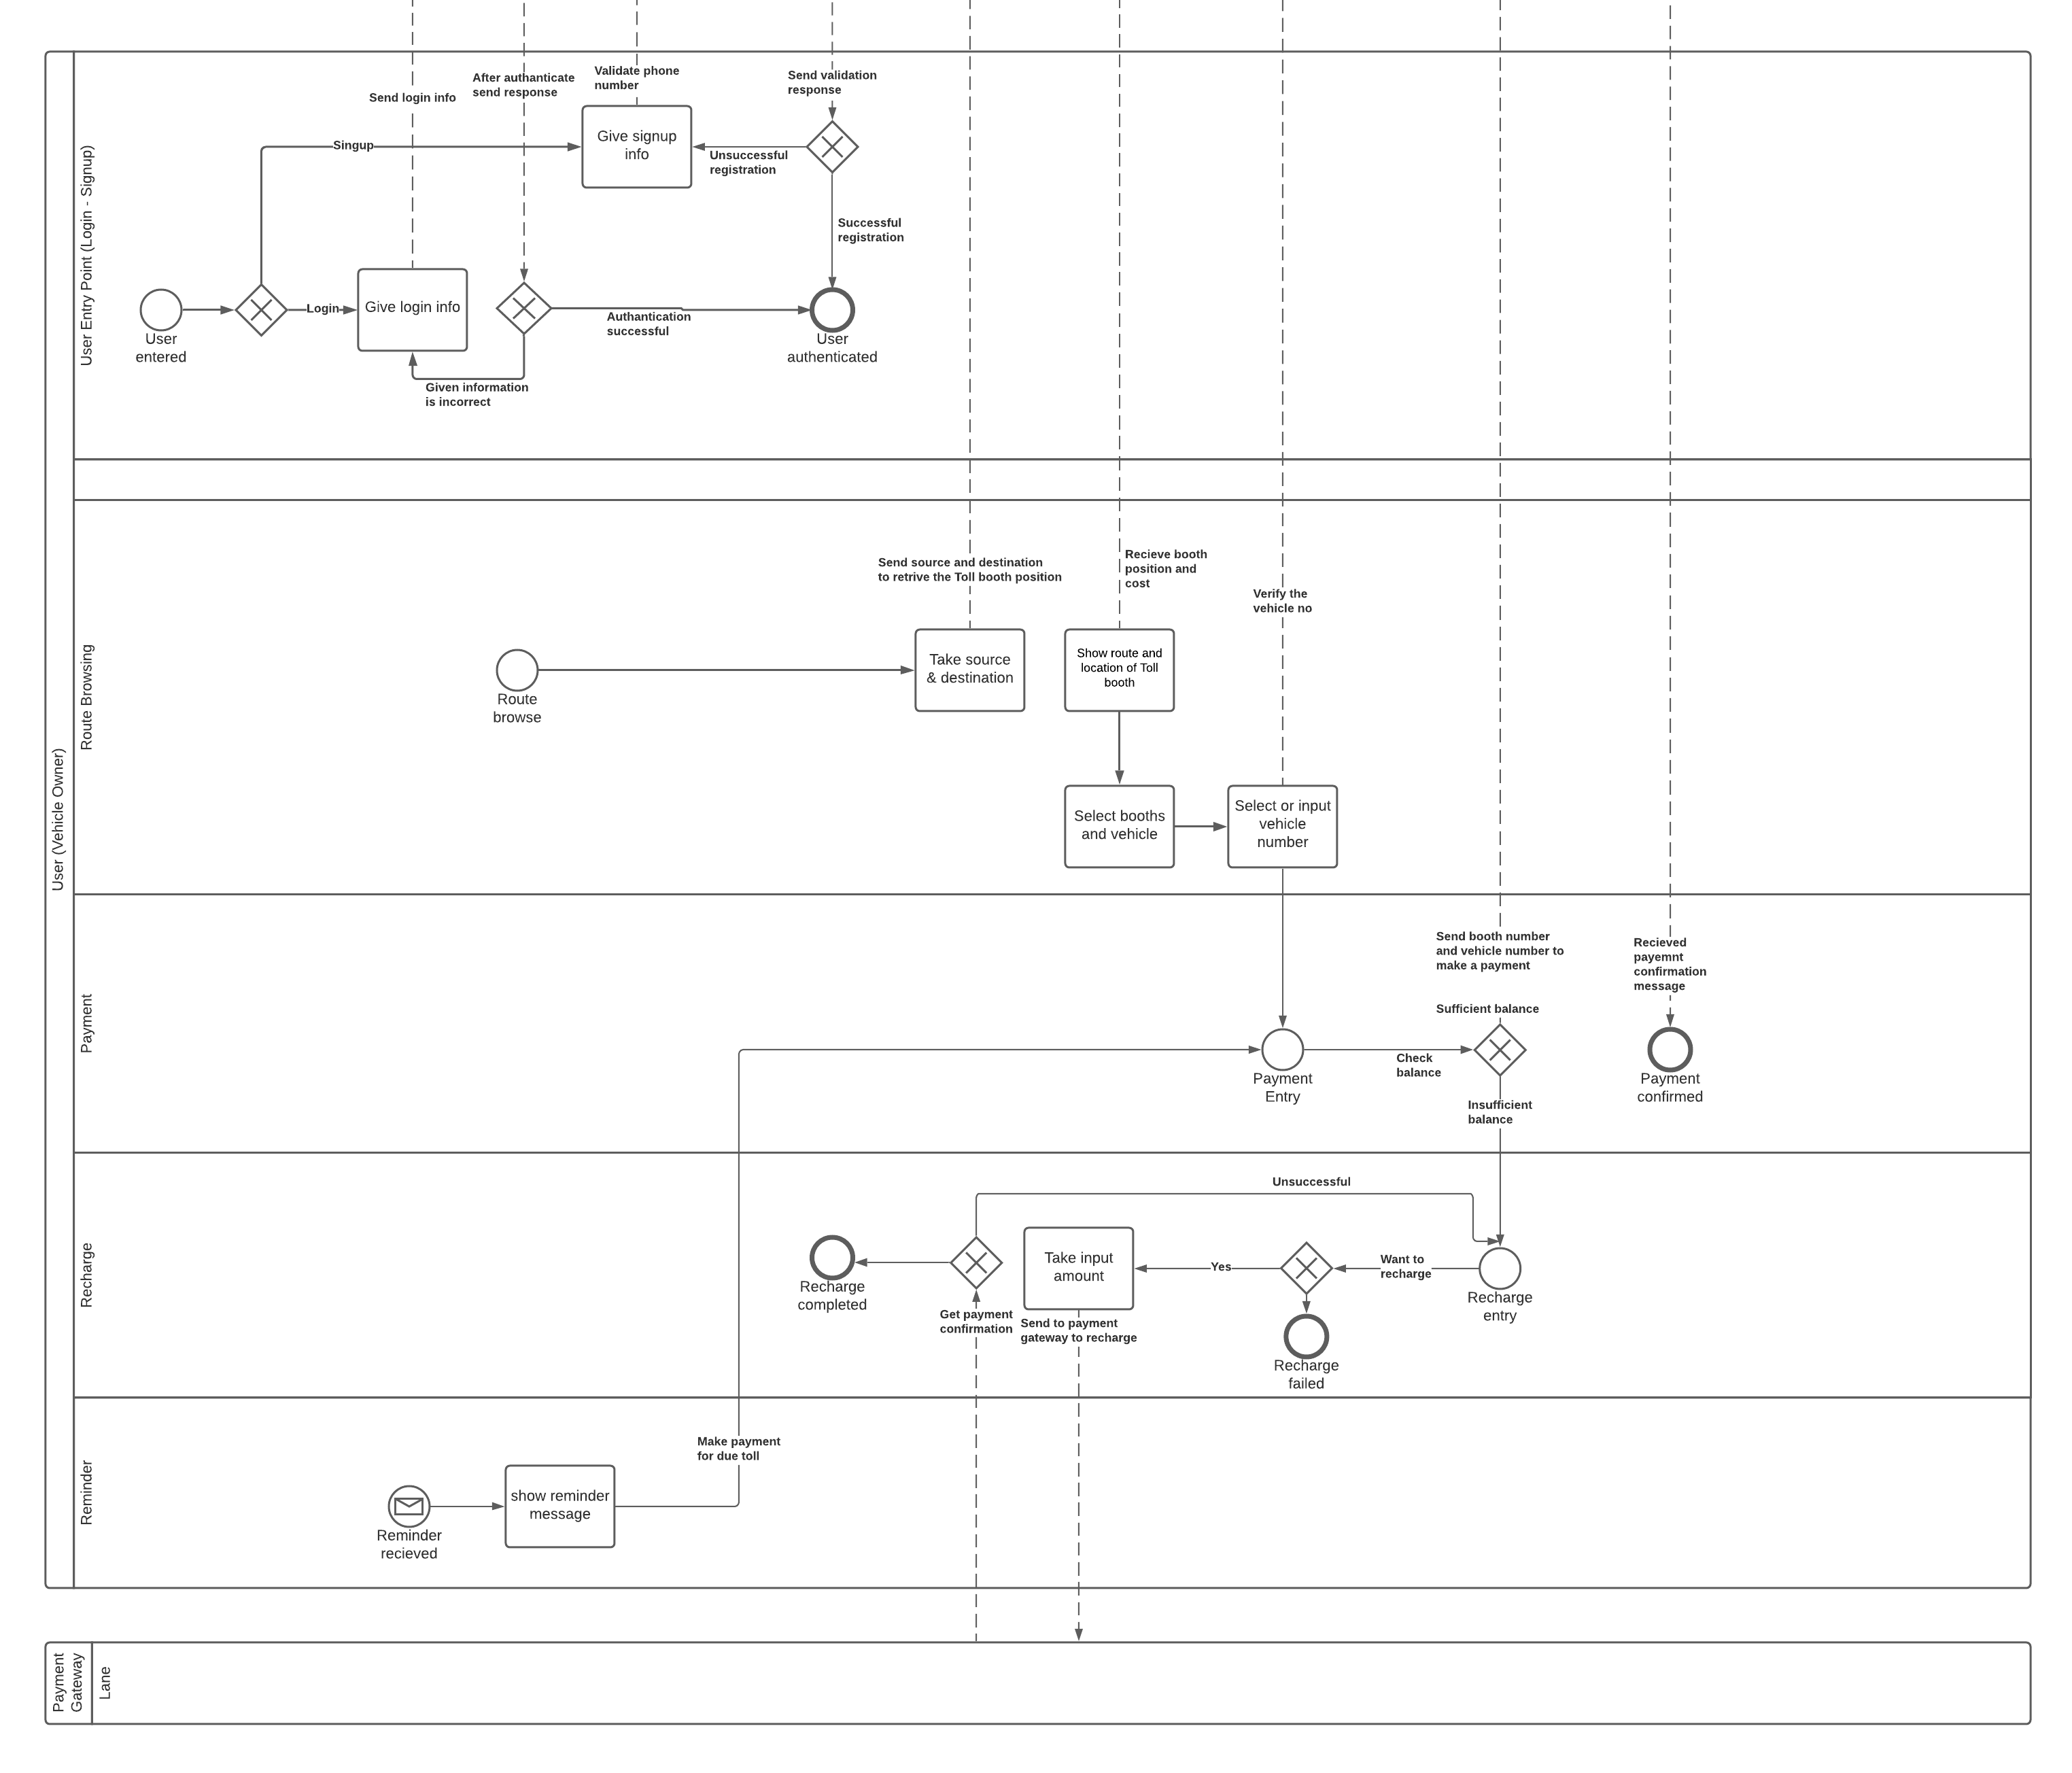 User (Vehicle Owner)
User Entry Point (Login - Signup)
Send login info
After authanticate
send response
Validate phone
number
Send validation
response
Singup
Give signup
info
Unsuccessful
registration
Successful
registration
User
entered
Login
Give login info
Authantication
successful
User
authenticated
Given information
is incorrect
Route Browsing
Send source and destination
to retrive the Toll booth position
Recieve booth
position and
cost
Verify the
vehicle no
Route
browse
Take source
& destination
Show route and
location of Toll
booth
Select booths
and vehicle
Select or input
vehicle
number
Payment
Send booth number
and vehicle number to
make a payment
Sufficient balance
Recieved
payemnt
confirmation
message
Payment
Entry
Check
balance
Payment
confirmed
Insufficient
balance
Recharge
Unsuccessful
Recharge
completed
Get payment
confirmation
Take input
amount
Send to payment
gateway to recharge
Yes
Want to
recharge
Recharge
entry
Recharge
failed
Reminder
Make payment
for due toll
Reminder
recieved
show reminder
message
Payment
Gateway
Lane